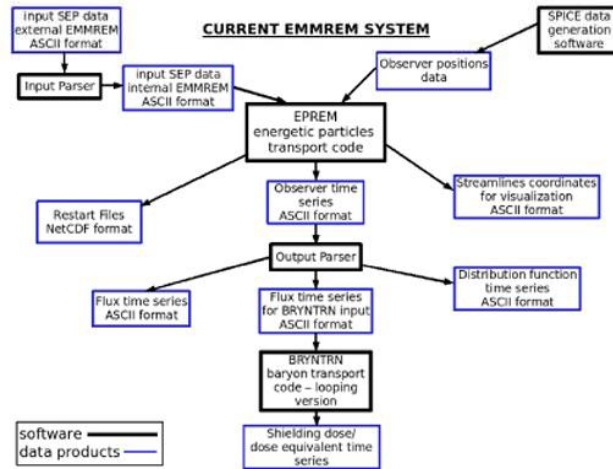 input SEP data
external EMMREM
ASCII format
CURRENT EMMREM SYSTEM
SPICE data
generation
software
Input Parser
input SEP data
internal EMMREM
ASCII format
Observer positions
data
EPREM
energetic particles
transport code
Restart Files
NetCDF format
Observer time
series
ASCII format
Streamlines coordinates
for visualization
ASCII format
Output Parser
Flux time series
ASCII format
Flux time series
for BRYNTRN input
ASCII format
Distribution function
time series
ASCII format
BRYNTRN
baryon transport
code – looping
version
software
data products
Shielding dose/
dose equivalent time
series